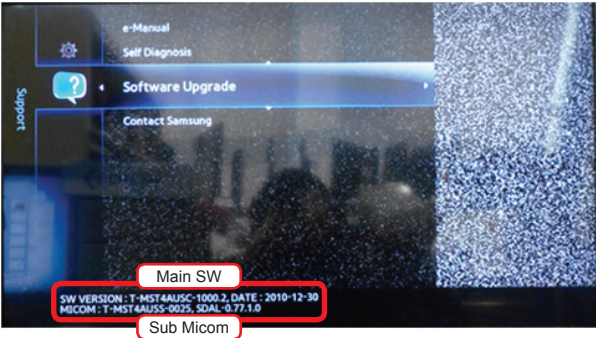 e-Manual
Self Diagnosis
Support
?
Software Upgrade
Contact Samsung
Main SW
SW VERSION : T-MST4AUSC-1000.2, DATE : 2010-12-30
MICOM : T-MST4AUSS-0025, SDAL-0.77.1.0
Sub Micom